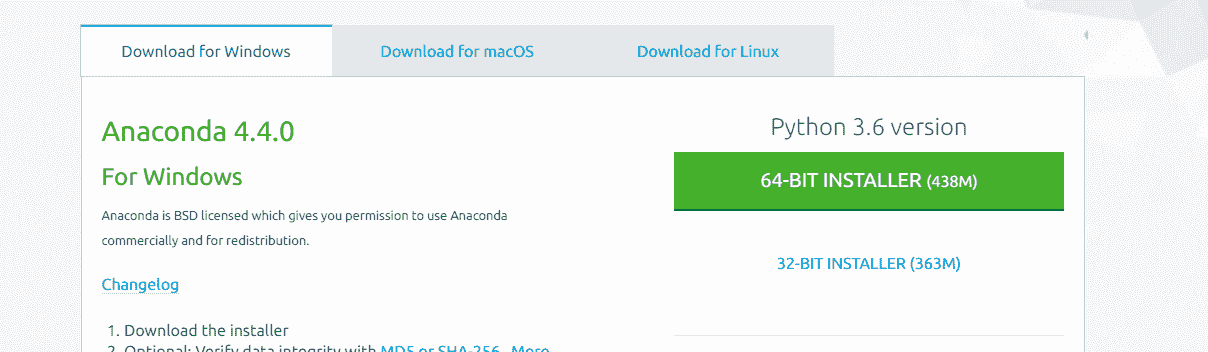 Download for Windows
Download for macOS
Download for Linux
Anaconda 4.4.0
For Windows
Anaconda is BSD licensed which gives you permission to use Anaconda
commercially and for redistribution.
Changelog
1. Download the installer
2. Optional: Verify data integrity with MD5 or SHA-256 More
Python 3.6 version
64-BIT INSTALLER (438M)
32-BIT INSTALLER (363M)